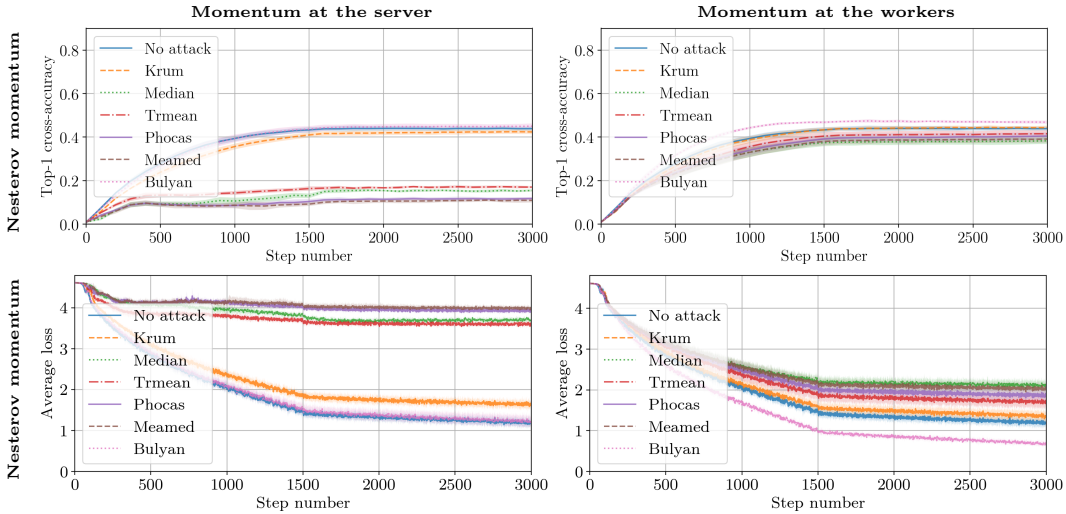 Momentum at the server
Momentum at the workers
Nesterov momentum
Top-1 cross-accuracy
0.8
0.6
0.4
0.2
0.0
No attack
Krum
Median
Trmean
Phocas
Meamed
Bulyan
0 500 1000 1500 2000 2500 3000
Step number
Top-1 cross-accuracy
0.8
0.6
0.4
0.2
0.0
No attack
Krum
Median
Trmean
Phocas
Meamed
Bulyan
0 500 1000 1500 2000 2500 3000
Step number
Nesterov momentum
Average loss
4
3
2
1
0
No attack
Krum
Median
Trmean
Phocas
Meamed
Bulyan
0 500 1000 1500 2000 2500 3000
Step number
Average loss
4
3
2
1
0
No attack
Krum
Median
Trmean
Phocas
Meamed
Bulyan
0 500 1000 1500 2000 2500 3000
Step number